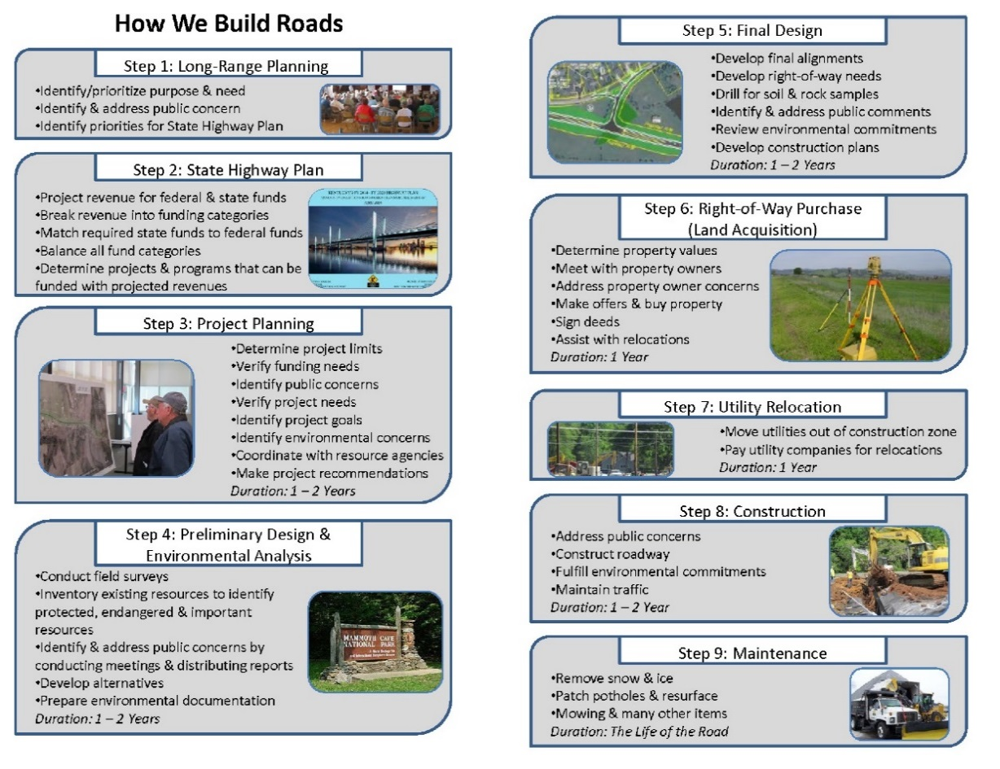 How We Build Roads
Step 1: Long-Range Planning
•Identify/prioritize purpose & need
•Identify & address public concern
•Identify priorities for State Highway Plan
Step 2: State Highway Plan
•Project revenue for federal & state funds
•Break revenue into funding categories
•Match required state funds to federal funds
•Balance all fund categories
•Determine projects & programs that can be
funded with projected revenues
Step 3: Project Planning
•Determine project limits
•Verify funding needs
•Identify public concerns
•Verify project needs
•Identify project goals
•Identify environmental concerns
•Coordinate with resource agencies
•Make project recommendations
Duration: 1 – 2 Years
Step 4: Preliminary Design &
Environmental Analysis
•Conduct field surveys
•Inventory existing resources to identify
protected, endangered & important
resources
•Identify & address public concerns by
conducting meetings & distributing reports
•Develop alternatives
•Prepare environmental documentation
Duration: 1 – 2 Years
MAMMOTH CAVE
NATIONAL PARK
Step 5: Final Design
•Develop final alignments
•Develop right-of-way needs
•Drill for soil & rock samples
•Identify & address public comments
•Review environmental commitments
•Develop construction plans
Duration: 1 – 2 Years
Step 6: Right-of-Way Purchase
(Land Acquisition)
•Determine property values
•Meet with property owners
•Address property owner concerns
•Make offers & buy property
•Sign deeds
•Assist with relocations
Duration: 1 Year
Step 7: Utility Relocation
•Move utilities out of construction zone
•Pay utility companies for relocations
Duration: 1 Year
Step 8: Construction
•Address public concerns
•Construct roadway
•Fulfill environmental commitments
•Maintain traffic
Duration: 1 – 2 Year
Step 9: Maintenance
•Remove snow & ice
•Patch potholes & resurface
•Mowing & many other items
Duration: The Life of the Road